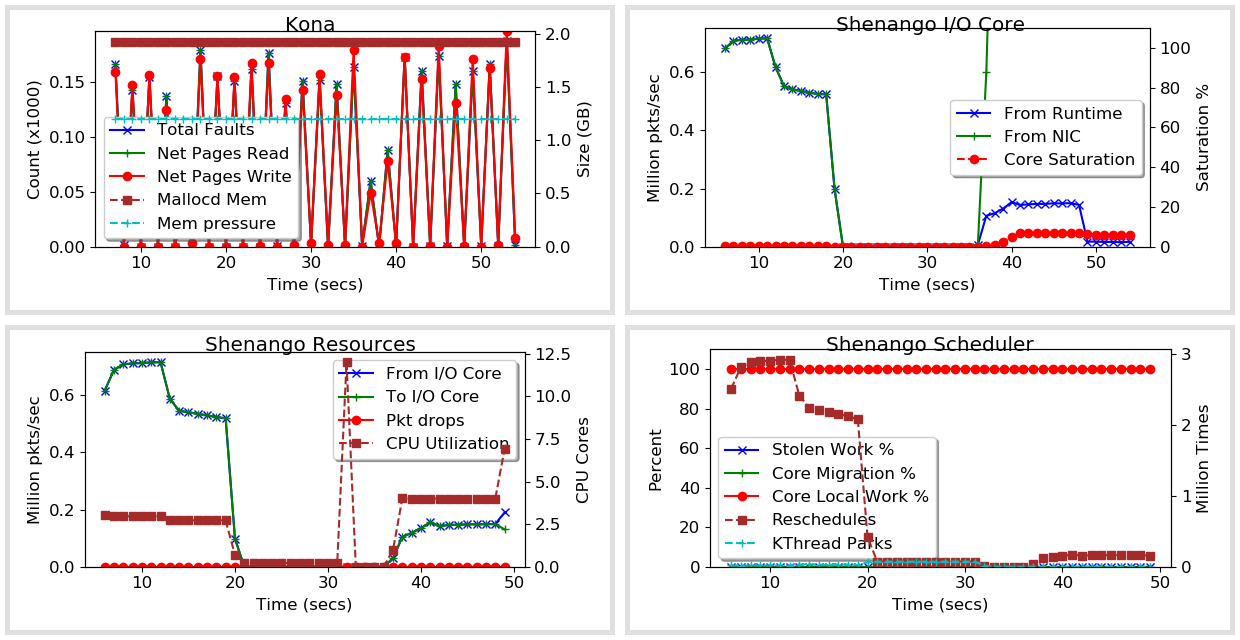 Kona
Count (x1000)
0.15
0.10
0.05
0.00
2.0
1.5
1.0
0.5
0.0
Size (GB)
Total Faults
Net Pages Read
Net Pages Write
Mallocd Mem
Mem pressure
10
20
30
40
50
Time (secs)
Shenango I/O Core
Million pkts/sec
0.6
0.4
0.2
0.0
100
80
60
40
20
0
Saturation %
From Runtime
From NIC
Core Saturation
10
20
30
40
50
Time (secs)
Shenango Resources
Million pkts/sec
0.6
0.4
0.2
0.0
12.5
10.0
7.5
5.0
2.5
0.0
CPU Cores
From I/O Core
To I/O Core
Pkt drops
CPU Utilization
10
20
30
40
50
Time (secs)
Shenango Scheduler
Percent
100
80
60
40
20
0
3
2
1
0
Million Times
Stolen Work %
Core Migration %
Core Local Work %
Reschedules
KThread Parks
10
20
30
40
50
Time (secs)